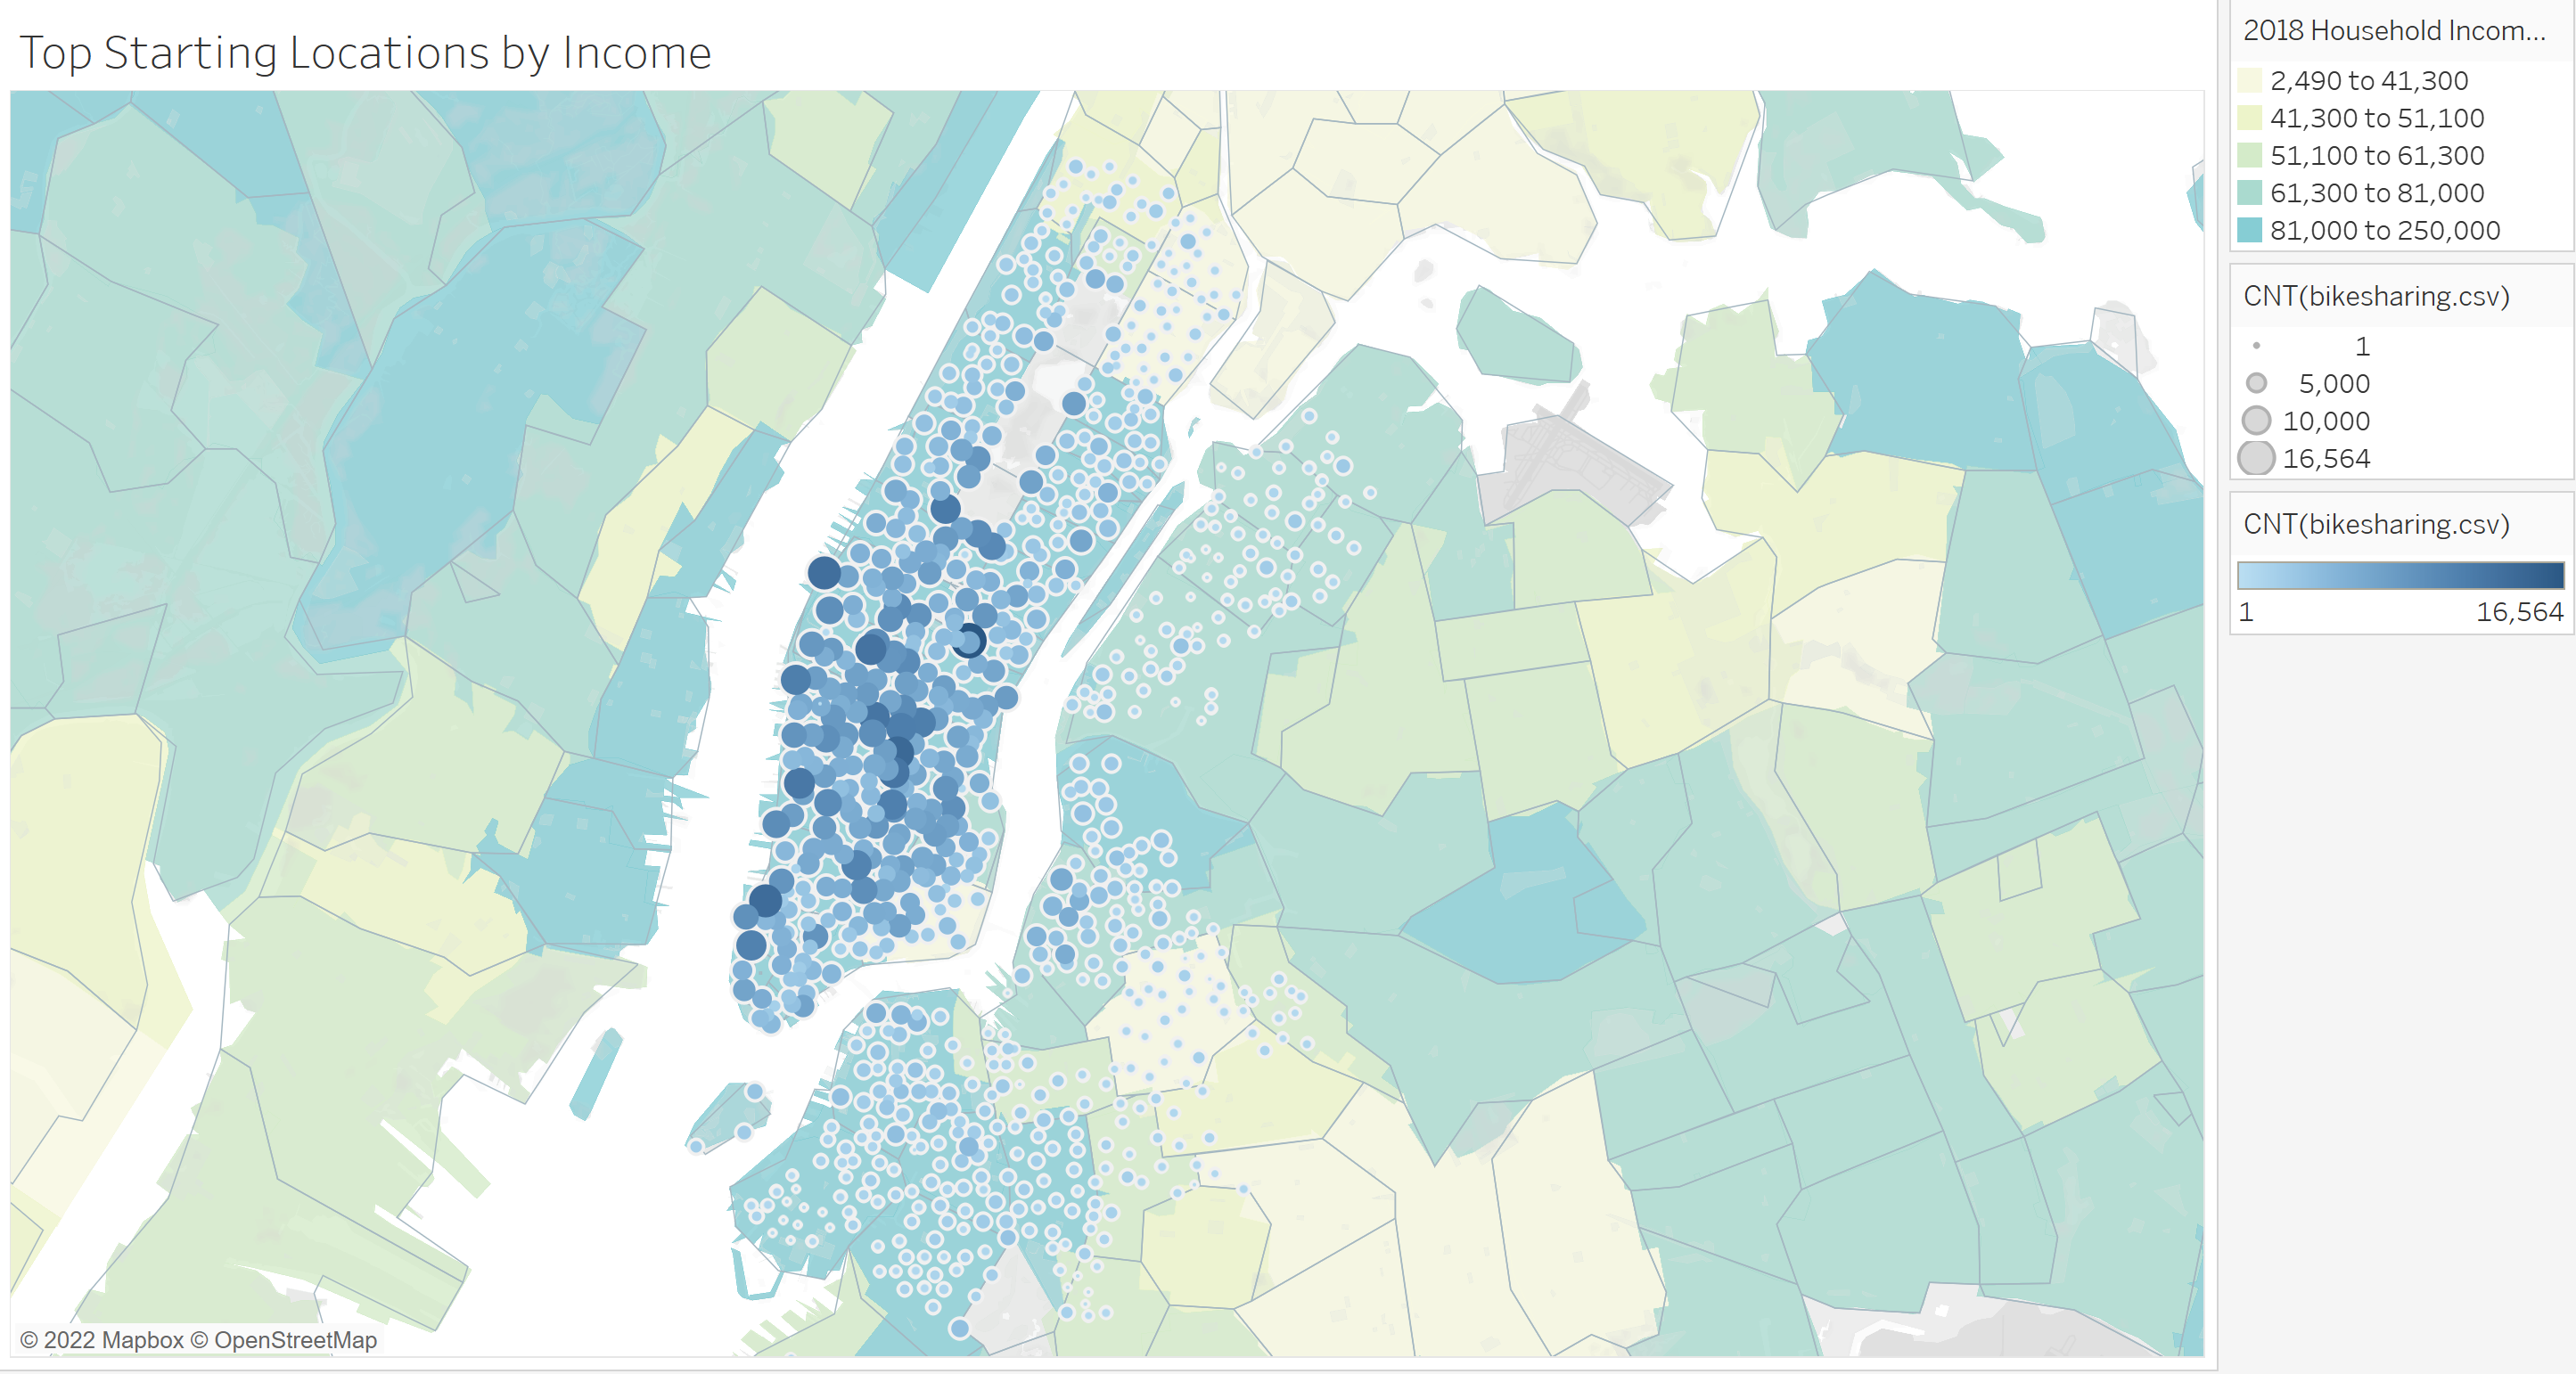 Top Starting Locations by Income
2018 Household Incom...
2,490 to 41,300
41,300 to 51,100
51,100 to 61,300
61,300 to 81,000
81,000 to 250,000
CNT(bikesharing.csv)
1
5,000
10,000
16,564
CNT(bikesharing.csv)
1 16,564
© 2022 Mapbox © OpenStreetMap